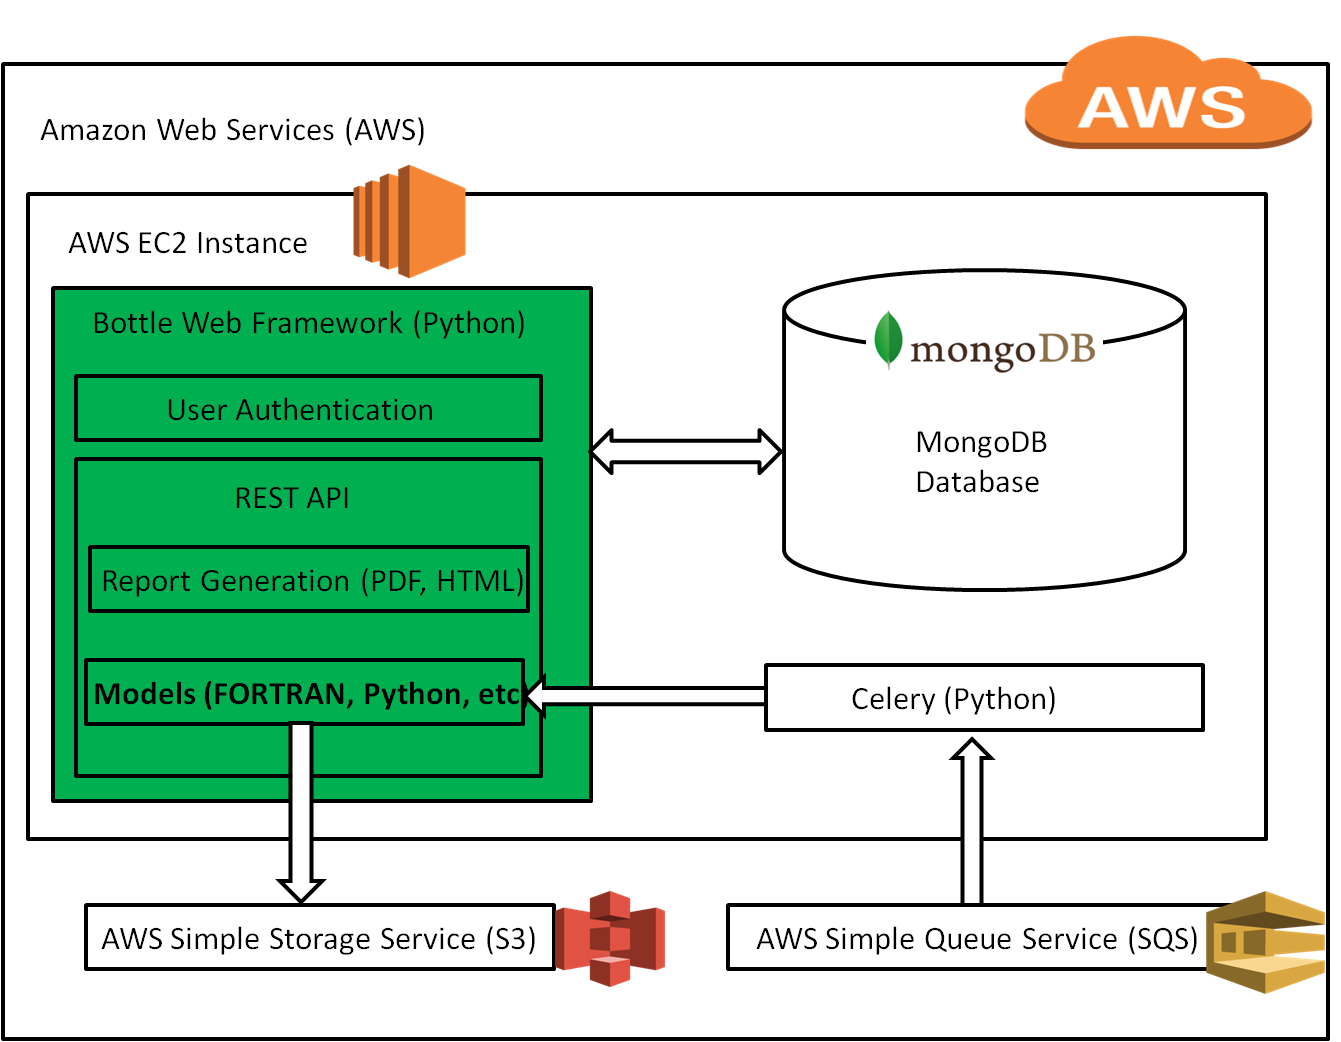 AWS
Amazon Web Services (AWS)
AWS EC2 Instance
Bottle Web Framework (Python)
User Authentication
REST API
Report Generation (PDF, HTML)
Models (FORTRAN, Python, etc
mongoDB
MongoDB
Database
Celery (Python)
AWS Simple Storage Service (S3)
AWS Simple Queue Service (SQS)